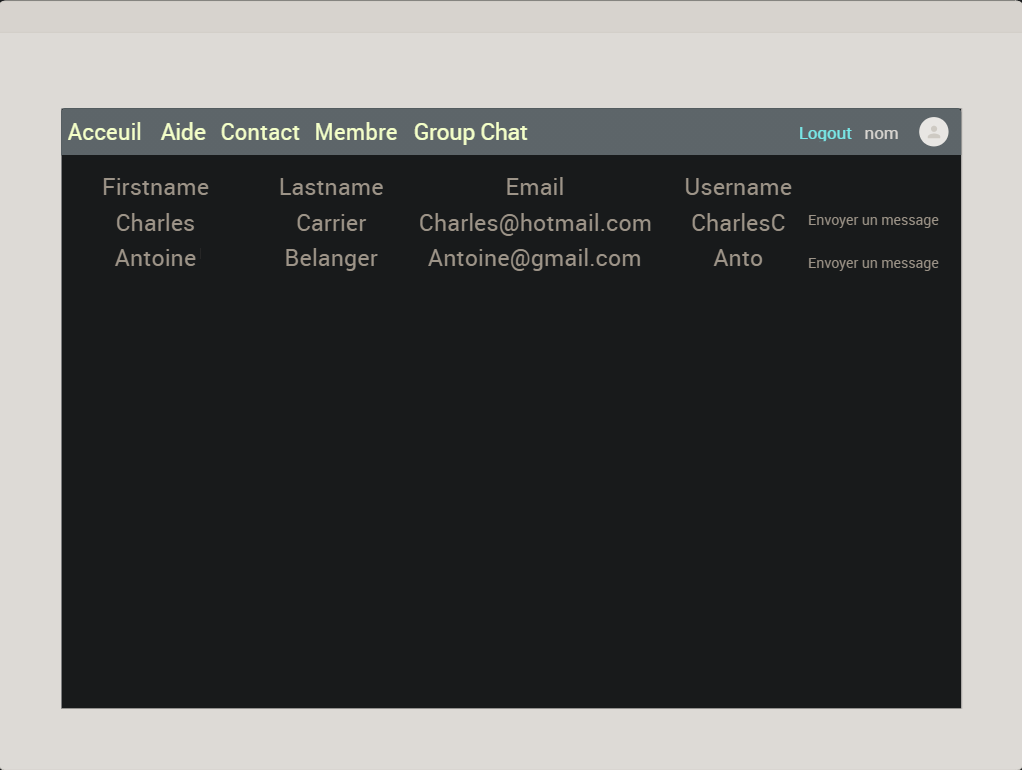 Acceuil Aide Contact Membre Group Chat Logout nom
Firstname Lastname Email Username
Charles Carrier Charles@hotmail.com CharlesC Envoyer un message
Antoine Belanger Antoine@gmail.com Anto Envoyer un message